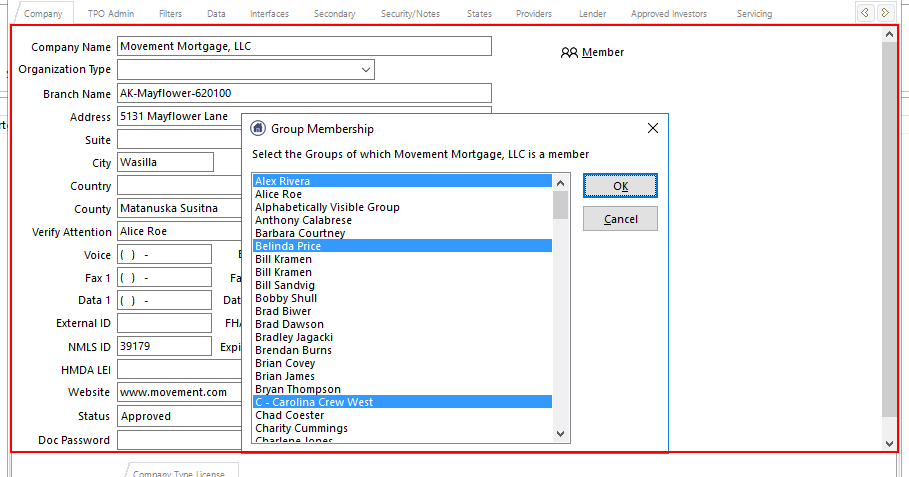 Company TPO Admin Filters Data Interfaces Secondary Security/Notes States Providers Lender Approved Investors Servicing
Company Name Movement Mortgage, LLC
Member
Organization Type
Branch Name AK-Mayflower-620100
Address 5131 Mayflower Lane
Suite
City Wasilla
Country
County Matanuska Susitna
Verify Attention Alice Roe
Voice ( ) -
Fax 1 ( ) - Fa
Data 1 ( ) - Dat
External ID FH
NMLS ID 39179 Expi
HMDA LEI
Website www.movement.com
Status Approved
Doc Password
Company Type License
Group Membership
Select the Groups of which Movement Mortgage, LLC is a member
Alex Rivera
Alice Roe
Alphabetically Visible Group
Anthony Calabrese
Barbara Courtney
Belinda Price
Bill Kramen
Bill Kramen
Bill Sandvig
Bobby Shull
Brad Biwer
Brad Dawson
Bradley Jagacki
Brendan Burns
Brian Covey
Brian James
Bryan Thompson
C - Carolina Crew West
Chad Coester
Charity Cummings
Charlene Jones
OK
Cancel